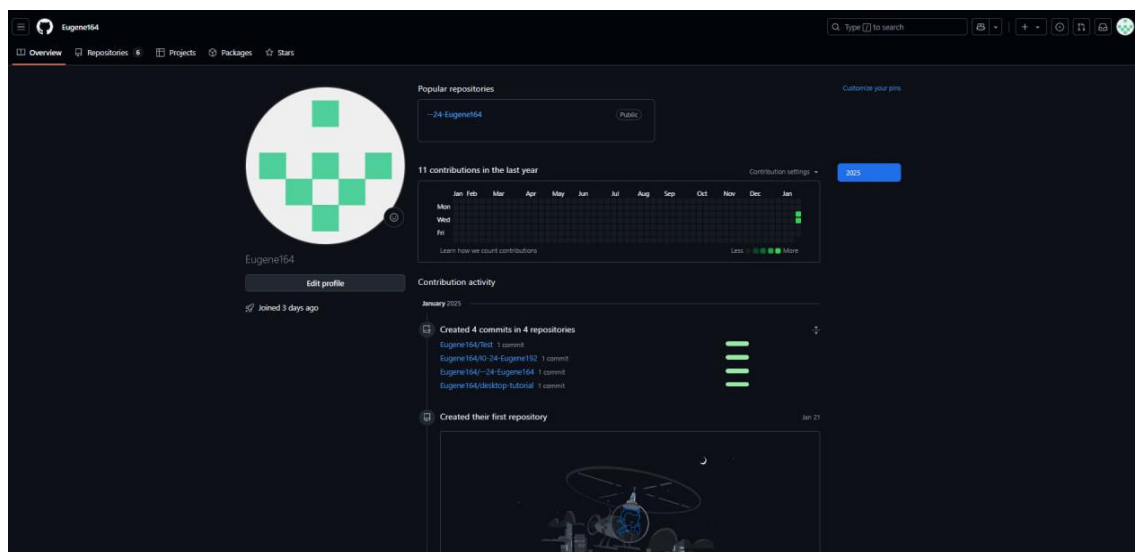 Eugene164
Type / to search
Overview Repositories 6 Projects Packages Stars
Popular repositories
Customize your pins
--24-Eugene164 Public
11 contributions in the last year
Contribution settings
2025
Jan Feb Mar Apr May Jun Jul Aug Sep Oct Nov Dec Jan
Mon
Wed
Fri
Learn how we count contributions
Less More
Eugene164
Edit profile
Joined 3 days ago
Contribution activity
January 2025
Created 4 commits in 4 repositories
Eugene164/Test 1 commit
Eugene164/IO-24-Eugene192 1 commit
Eugene164/--24-Eugene164 1 commit
Eugene164/desktop-tutorial 1 commit
Created their first repository
Jan 21